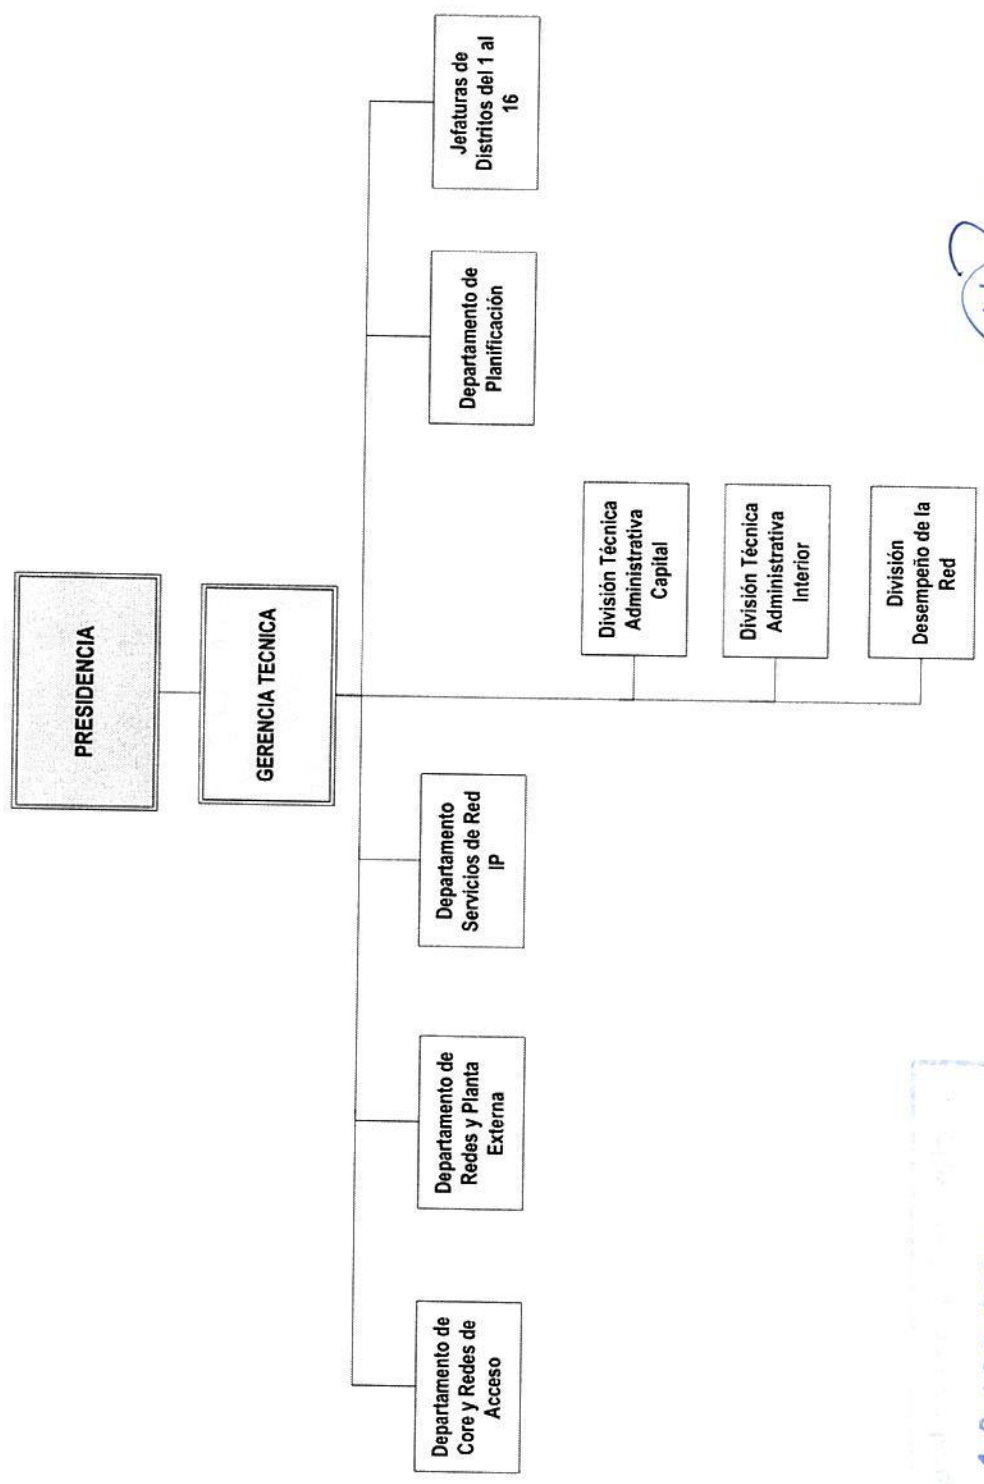 PRESIDENCIA
GERENCIA TECNICA
Departamento de
Core y Redes de
Acceso
Departamento de
Redes y Planta
Externa
Departamento
Servicios de Red
IP
Departamento de
Planificación
Jefaturas de
Distritos del 1 al
16
División Técnica
Administrativa
Capital
División Técnica
Administrativa
Interior
División
Desempeño de la
Red